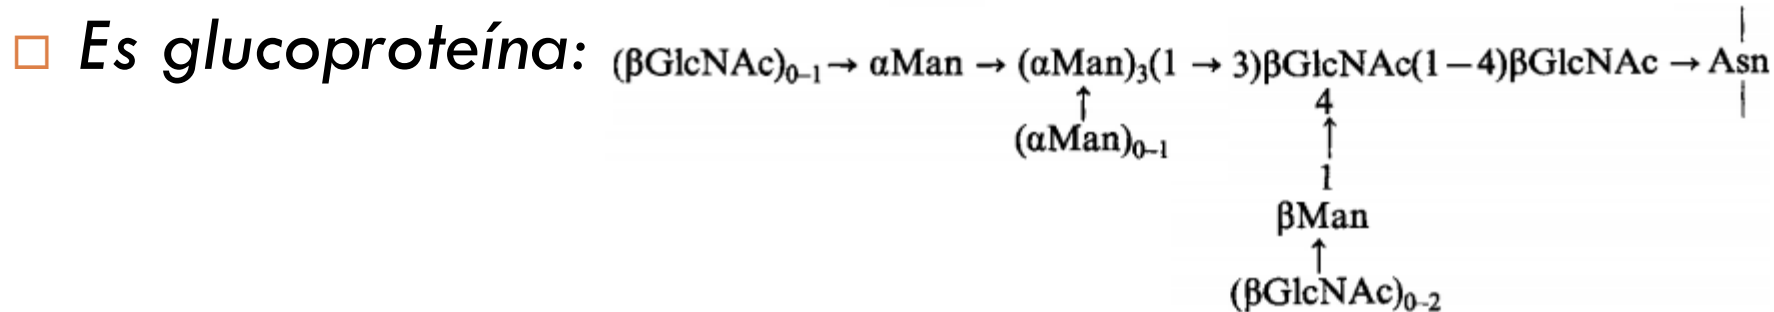 Es glucoproteína: (βGlcNAc)₀₋₁→ αMan → (αMan)₃(1 → 3)βGlcNAc(1−4)βGlcNAc → Asn
4
↑
(αMan)₀₋₁
↑
1
βMan
↑
(βGlcNAc)₀₋₂